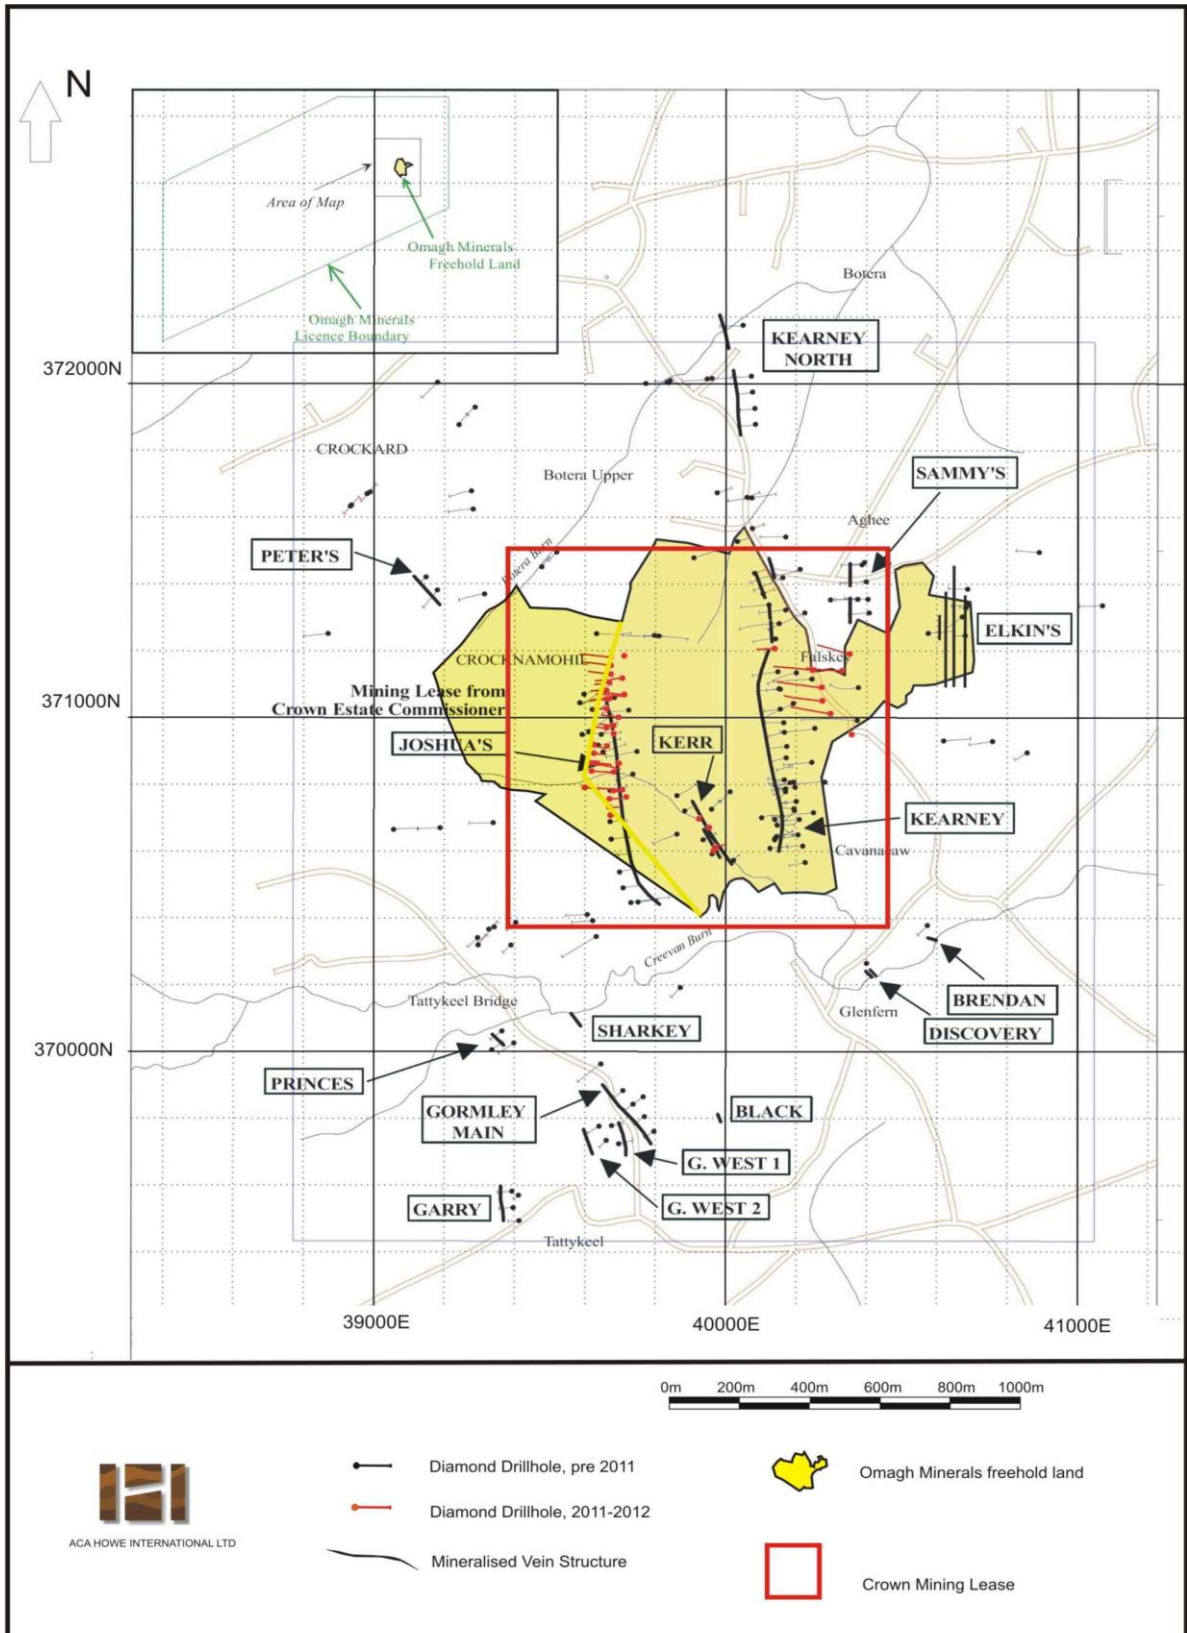 N
Area of Map
Omagh Minerals
Freehold Land
Omagh Minerals
Licence Boundary
Botera
KEARNEY
NORTH
372000N
CROCKARD
Botera Upper
SAMMY'S
Aghee
PETER'S
Botera Burn
ELKIN'S
CROCKNAMOHIL
Falskey
Mining Lease from
Crown Estate Commissioner
371000N
JOSHUA'S
KERR
KEARNEY
Cavanacaw
Creevan Burn
Tattykeel Bridge
BRENDAN
Glenfern
SHARKEY
DISCOVERY
370000N
PRINCES
GORMLEY
MAIN
BLACK
G. WEST 1
GARRY
G. WEST 2
Tattykeel
39000E
40000E
41000E
0m 200m 400m 600m 800m 1000m
Diamond Drillhole, pre 2011
Omagh Minerals freehold land
Diamond Drillhole, 2011-2012
ACA HOWE INTERNATIONAL LTD
Mineralised Vein Structure
Crown Mining Lease